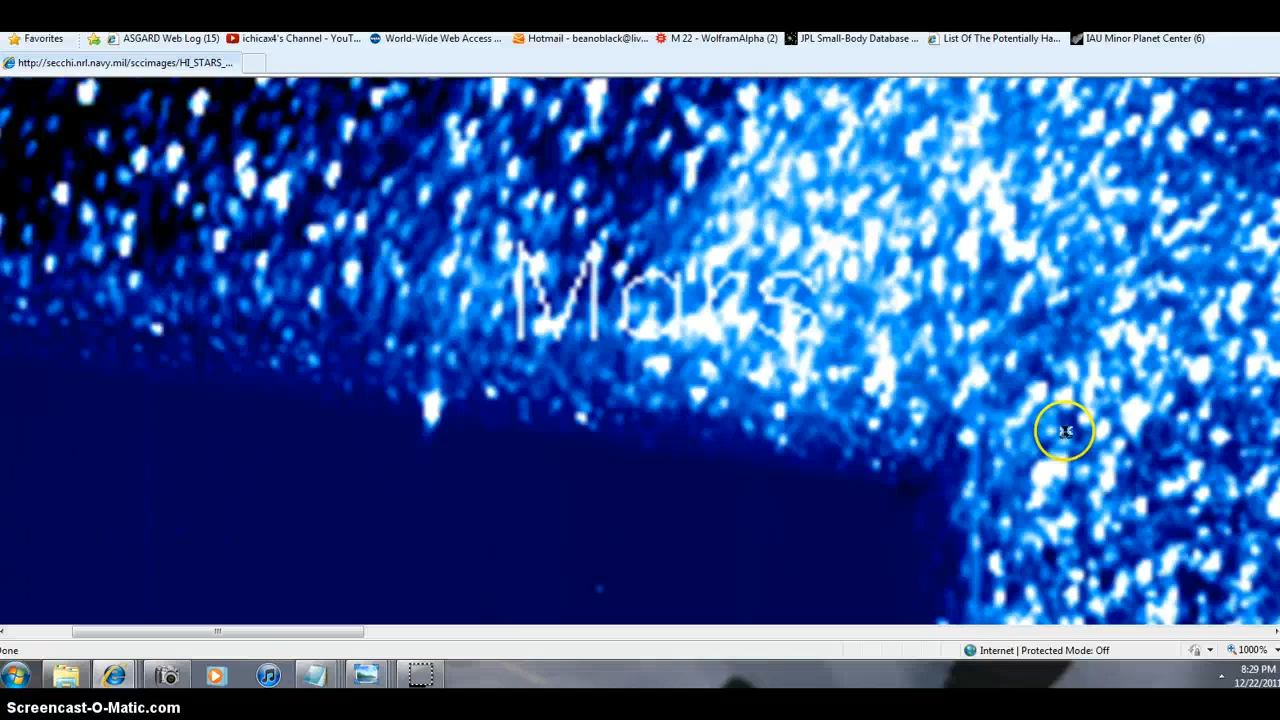 Favorites ASGARD Web Log (15) ichicax4's Channel - YouT... World-Wide Web Access ... Hotmail - beanoblack@liv... M 22 - WolframAlpha (2) JPL Small-Body Database ... List Of The Potentially Ha... IAU Minor Planet Center (6)
http://secchi.nrl.navy.mil/sccimages/HI_STARS_...
Mars
Done Internet | Protected Mode: Off 1000%
8:29 PM
12/22/2011
Screencast-O-Matic.com